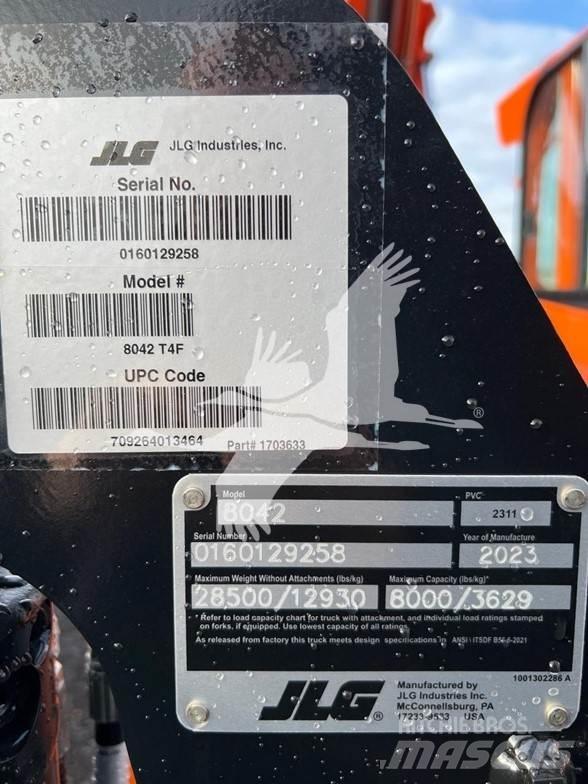 JLG JLG Industries, Inc.
Serial No.
0160129258
Model #
8042 T4F
UPC Code
709264013464 Part# 1703633
®
Model PVC
8042 2311
Serial Number Year of Manufacture
0160129258 2023
Maximum Weight Without Attachments (lbs/kg) Maximum Capacity (lbs/kg)*
28500/12930 8000/3629
* Refer to load capacity chart for truck with attachment, and individual load ratings stamped
on forks, if equipped. Use lowest capacity of all ratings.
As released from factory this truck meets design specifications in ANSI \ ITSDF
1001302286 A
JLG® Manufactured by
JLG Industries Inc.
McConnellsburg, PA
17233-9533 USA
MASCUS